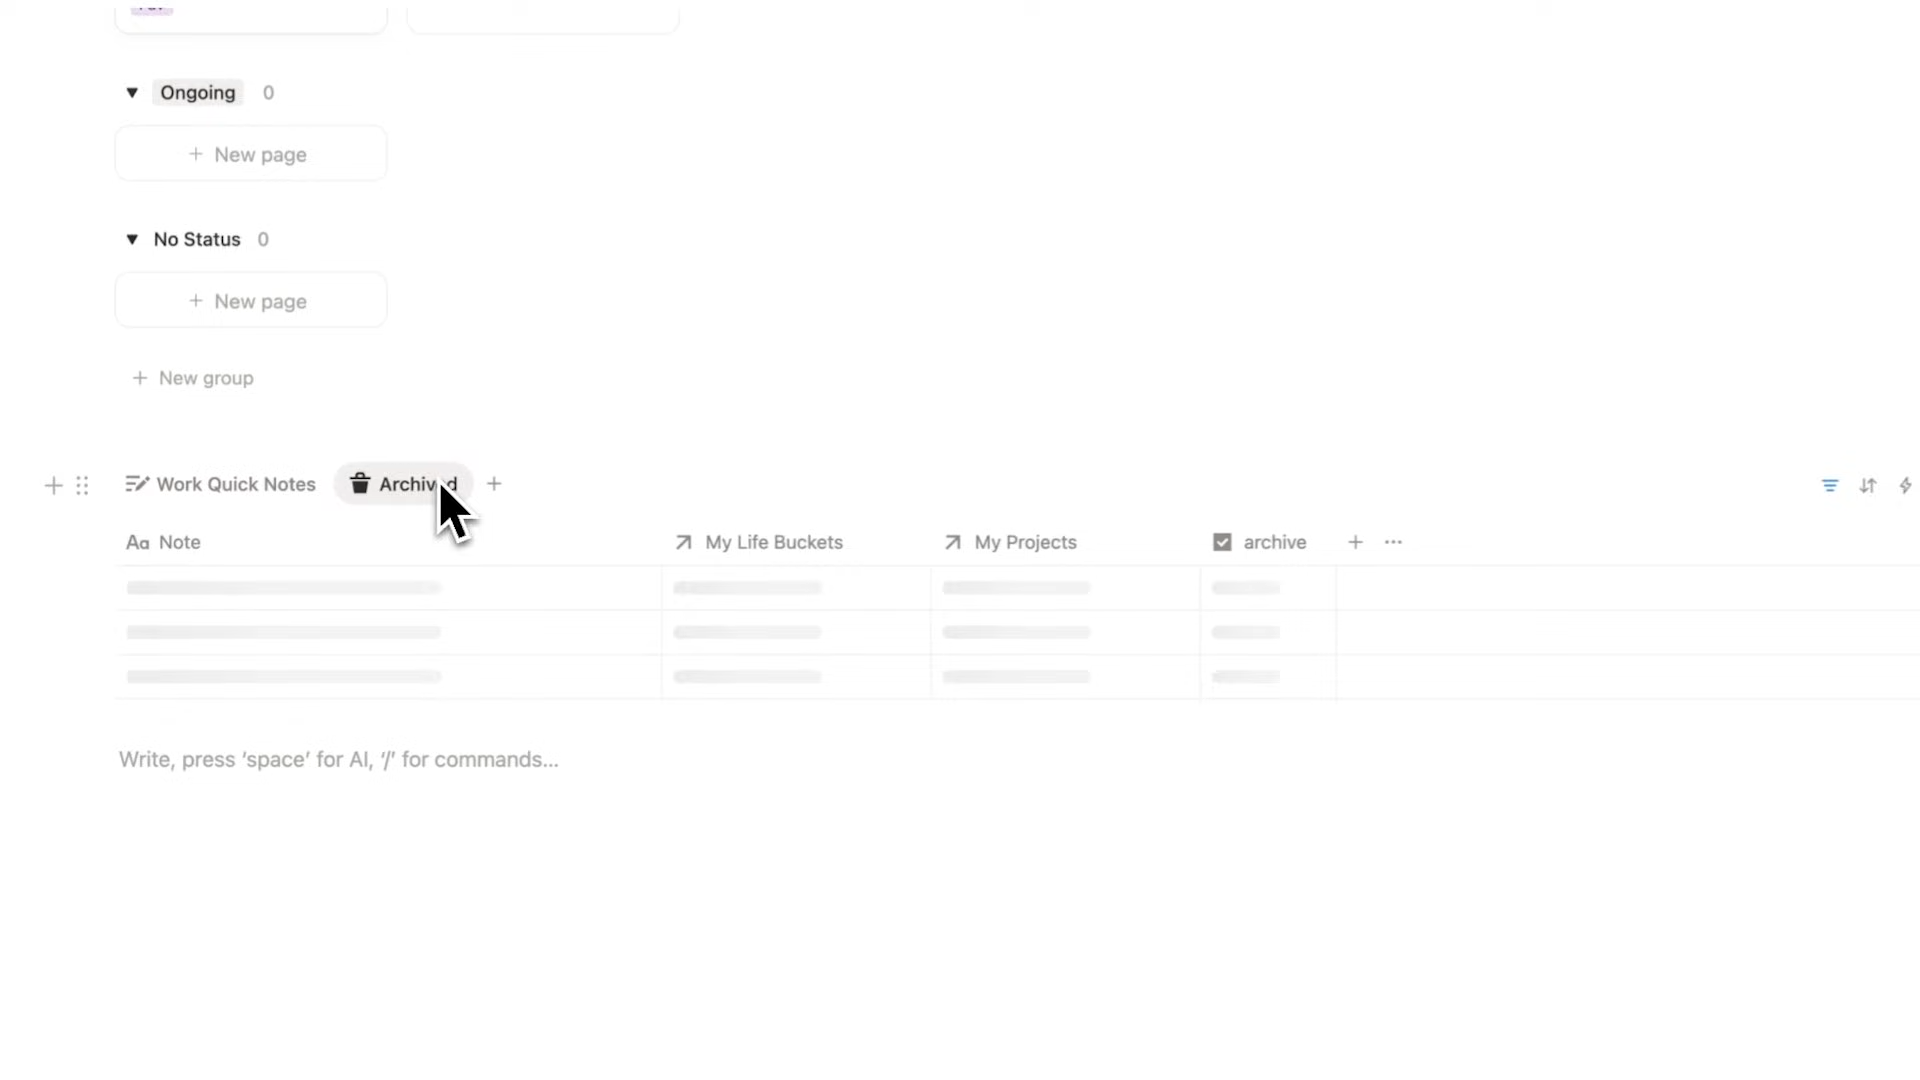 Ongoing 0
+ New page
No Status 0
+ New page
+ New group
Work Quick Notes Archived +
Aa Note My Life Buckets My Projects archive + ...
Write, press ‘space’ for AI, ‘/’ for commands...